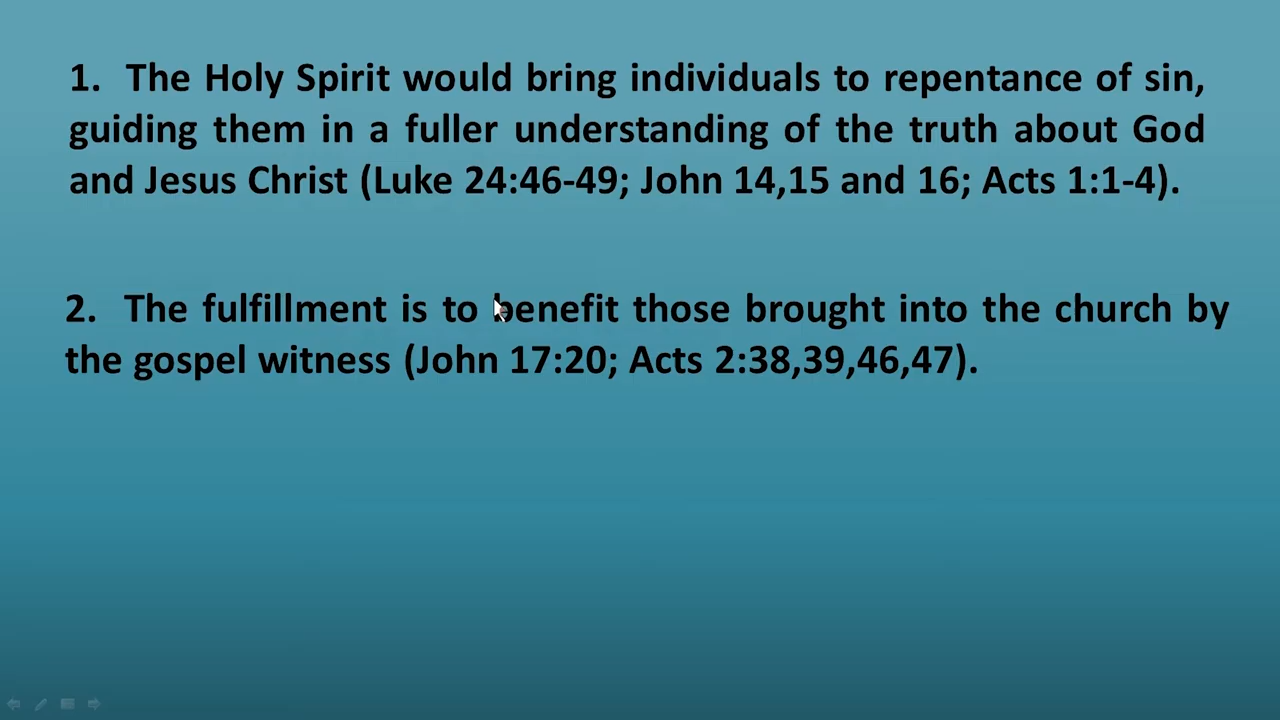 1. The Holy Spirit would bring individuals to repentance of sin,
guiding them in a fuller understanding of the truth about God
and Jesus Christ (Luke 24:46-49; John 14,15 and 16; Acts 1:1-4).
2. The fulfillment is to benefit those brought into the church by
the gospel witness (John 17:20; Acts 2:38,39,46,47).